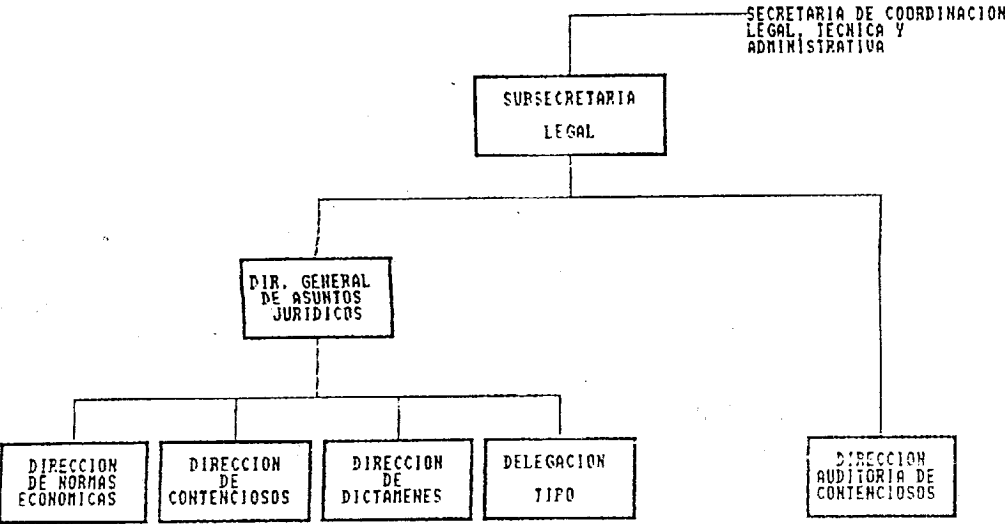 SECRETARIA DE COORDINACION
LEGAL, TECNICA Y
ADMINISTRATIVA
SUBSECRETARIA
LEGAL
DIR. GENERAL
DE ASUNTOS
JURIDICOS
DIRECCION
DE NORMAS
ECONOMICAS
DIRECCION
DE
CONTENCIOSOS
DIRECCION
DE
DICTAMENES
DELEGACION
TIPO
DIRECCION
AUDITORIA DE
CONTENCIOSOS